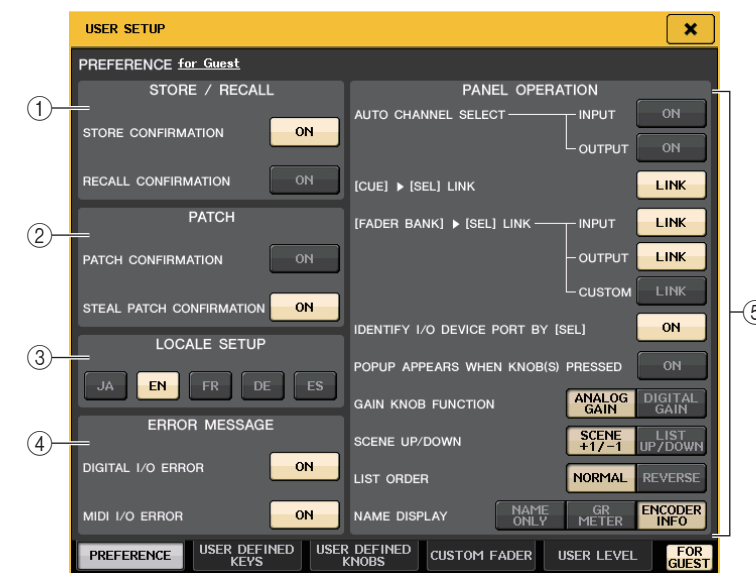 USER SETUP
PREFERENCE for Guest
① STORE / RECALL
STORE CONFIRMATION ON
RECALL CONFIRMATION ON
② PATCH
PATCH CONFIRMATION ON
STEAL PATCH CONFIRMATION ON
③ LOCALE SETUP
JA EN FR DE ES
④ ERROR MESSAGE
DIGITAL I/O ERROR ON
MIDI I/O ERROR ON
⑤ PANEL OPERATION
AUTO CHANNEL SELECT INPUT ON
OUTPUT ON
[CUE] ▶ [SEL] LINK LINK
[FADER BANK] ▶ [SEL] LINK INPUT LINK
OUTPUT LINK
CUSTOM LINK
IDENTIFY I/O DEVICE PORT BY [SEL] ON
POPUP APPEARS WHEN KNOB(S) PRESSED ON
GAIN KNOB FUNCTION ANALOG GAIN DIGITAL GAIN
SCENE UP/DOWN SCENE +1/-1 LIST UP/DOWN
LIST ORDER NORMAL REVERSE
NAME DISPLAY NAME ONLY GR METER ENCODER INFO
PREFERENCE USER DEFINED KEYS USER DEFINED KNOBS CUSTOM FADER USER LEVEL FOR GUEST